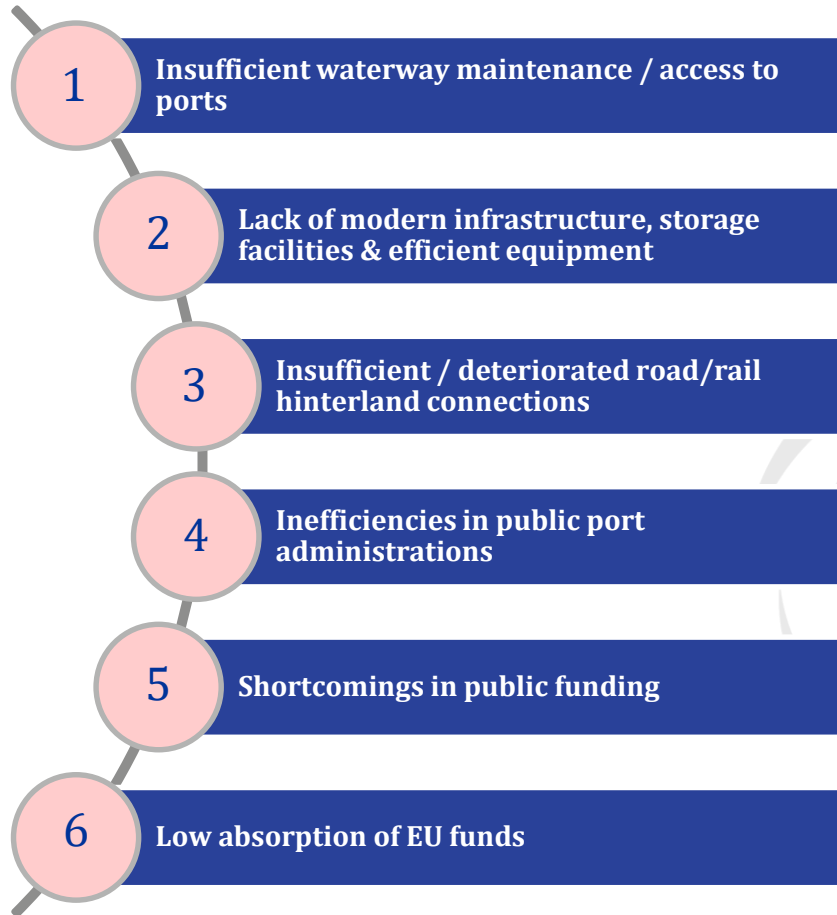 1
Insufficient waterway maintenance / access to
ports
2
Lack of modern infrastructure, storage
facilities & efficient equipment
3
Insufficient / deteriorated road/rail
hinterland connections
4
Inefficiencies in public port
administrations
5
Shortcomings in public funding
6
Low absorption of EU funds